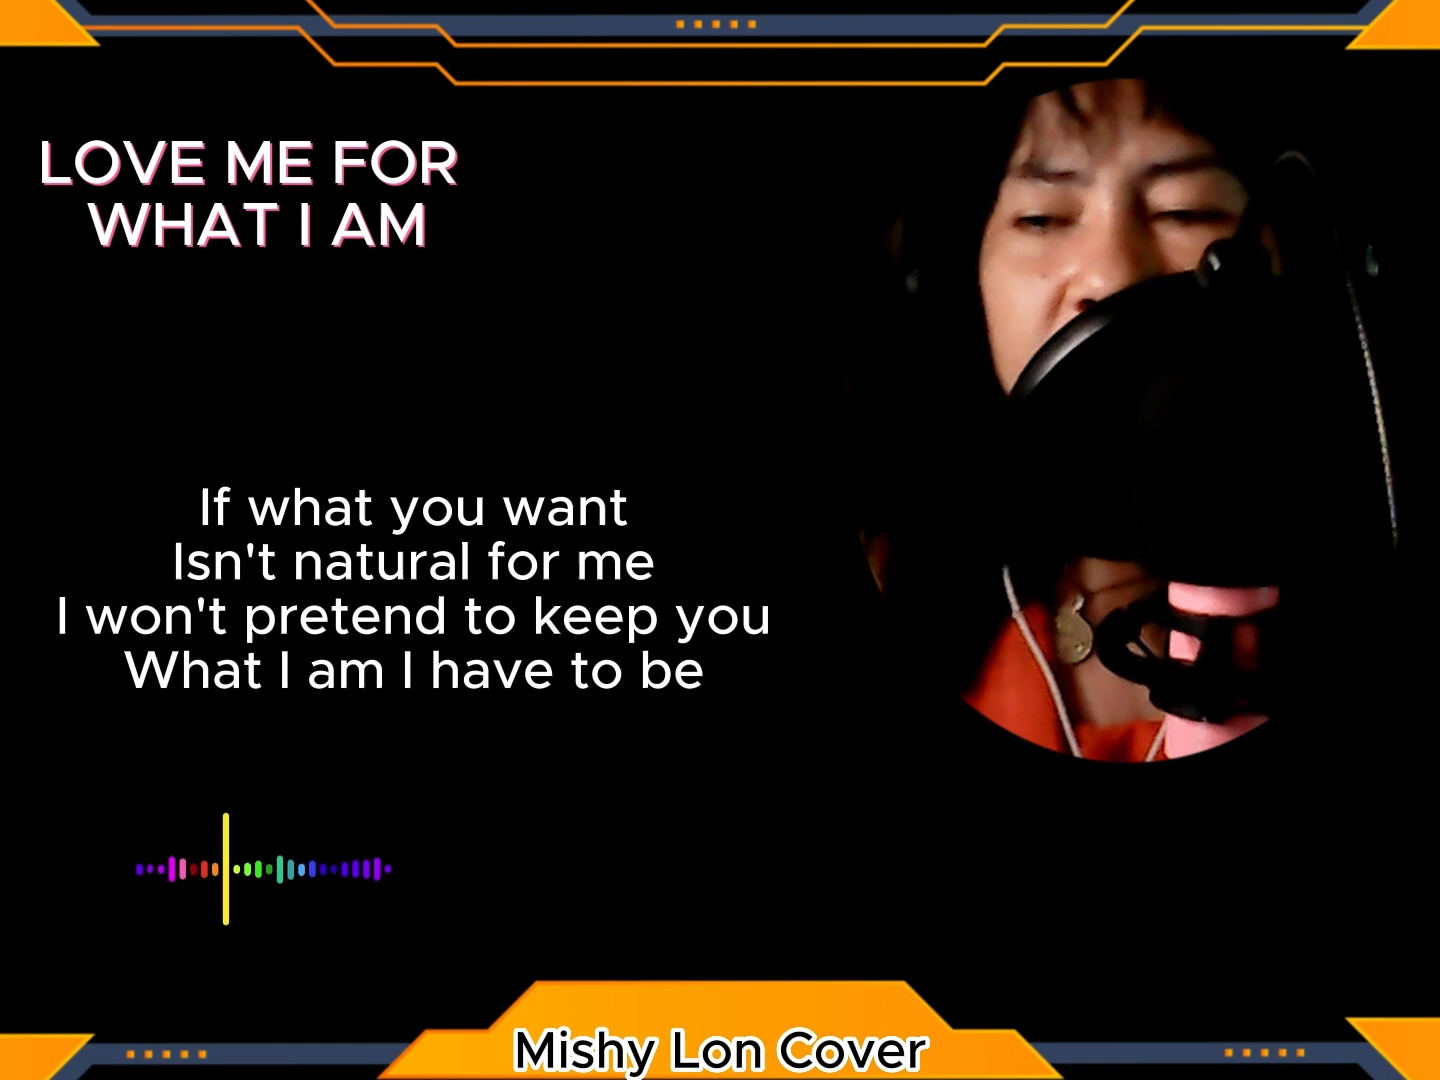 LOVE ME FOR
WHAT I AM
If what you want
Isn't natural for me
I won't pretend to keep you
What I am I have to be
Mishy Lon Cover